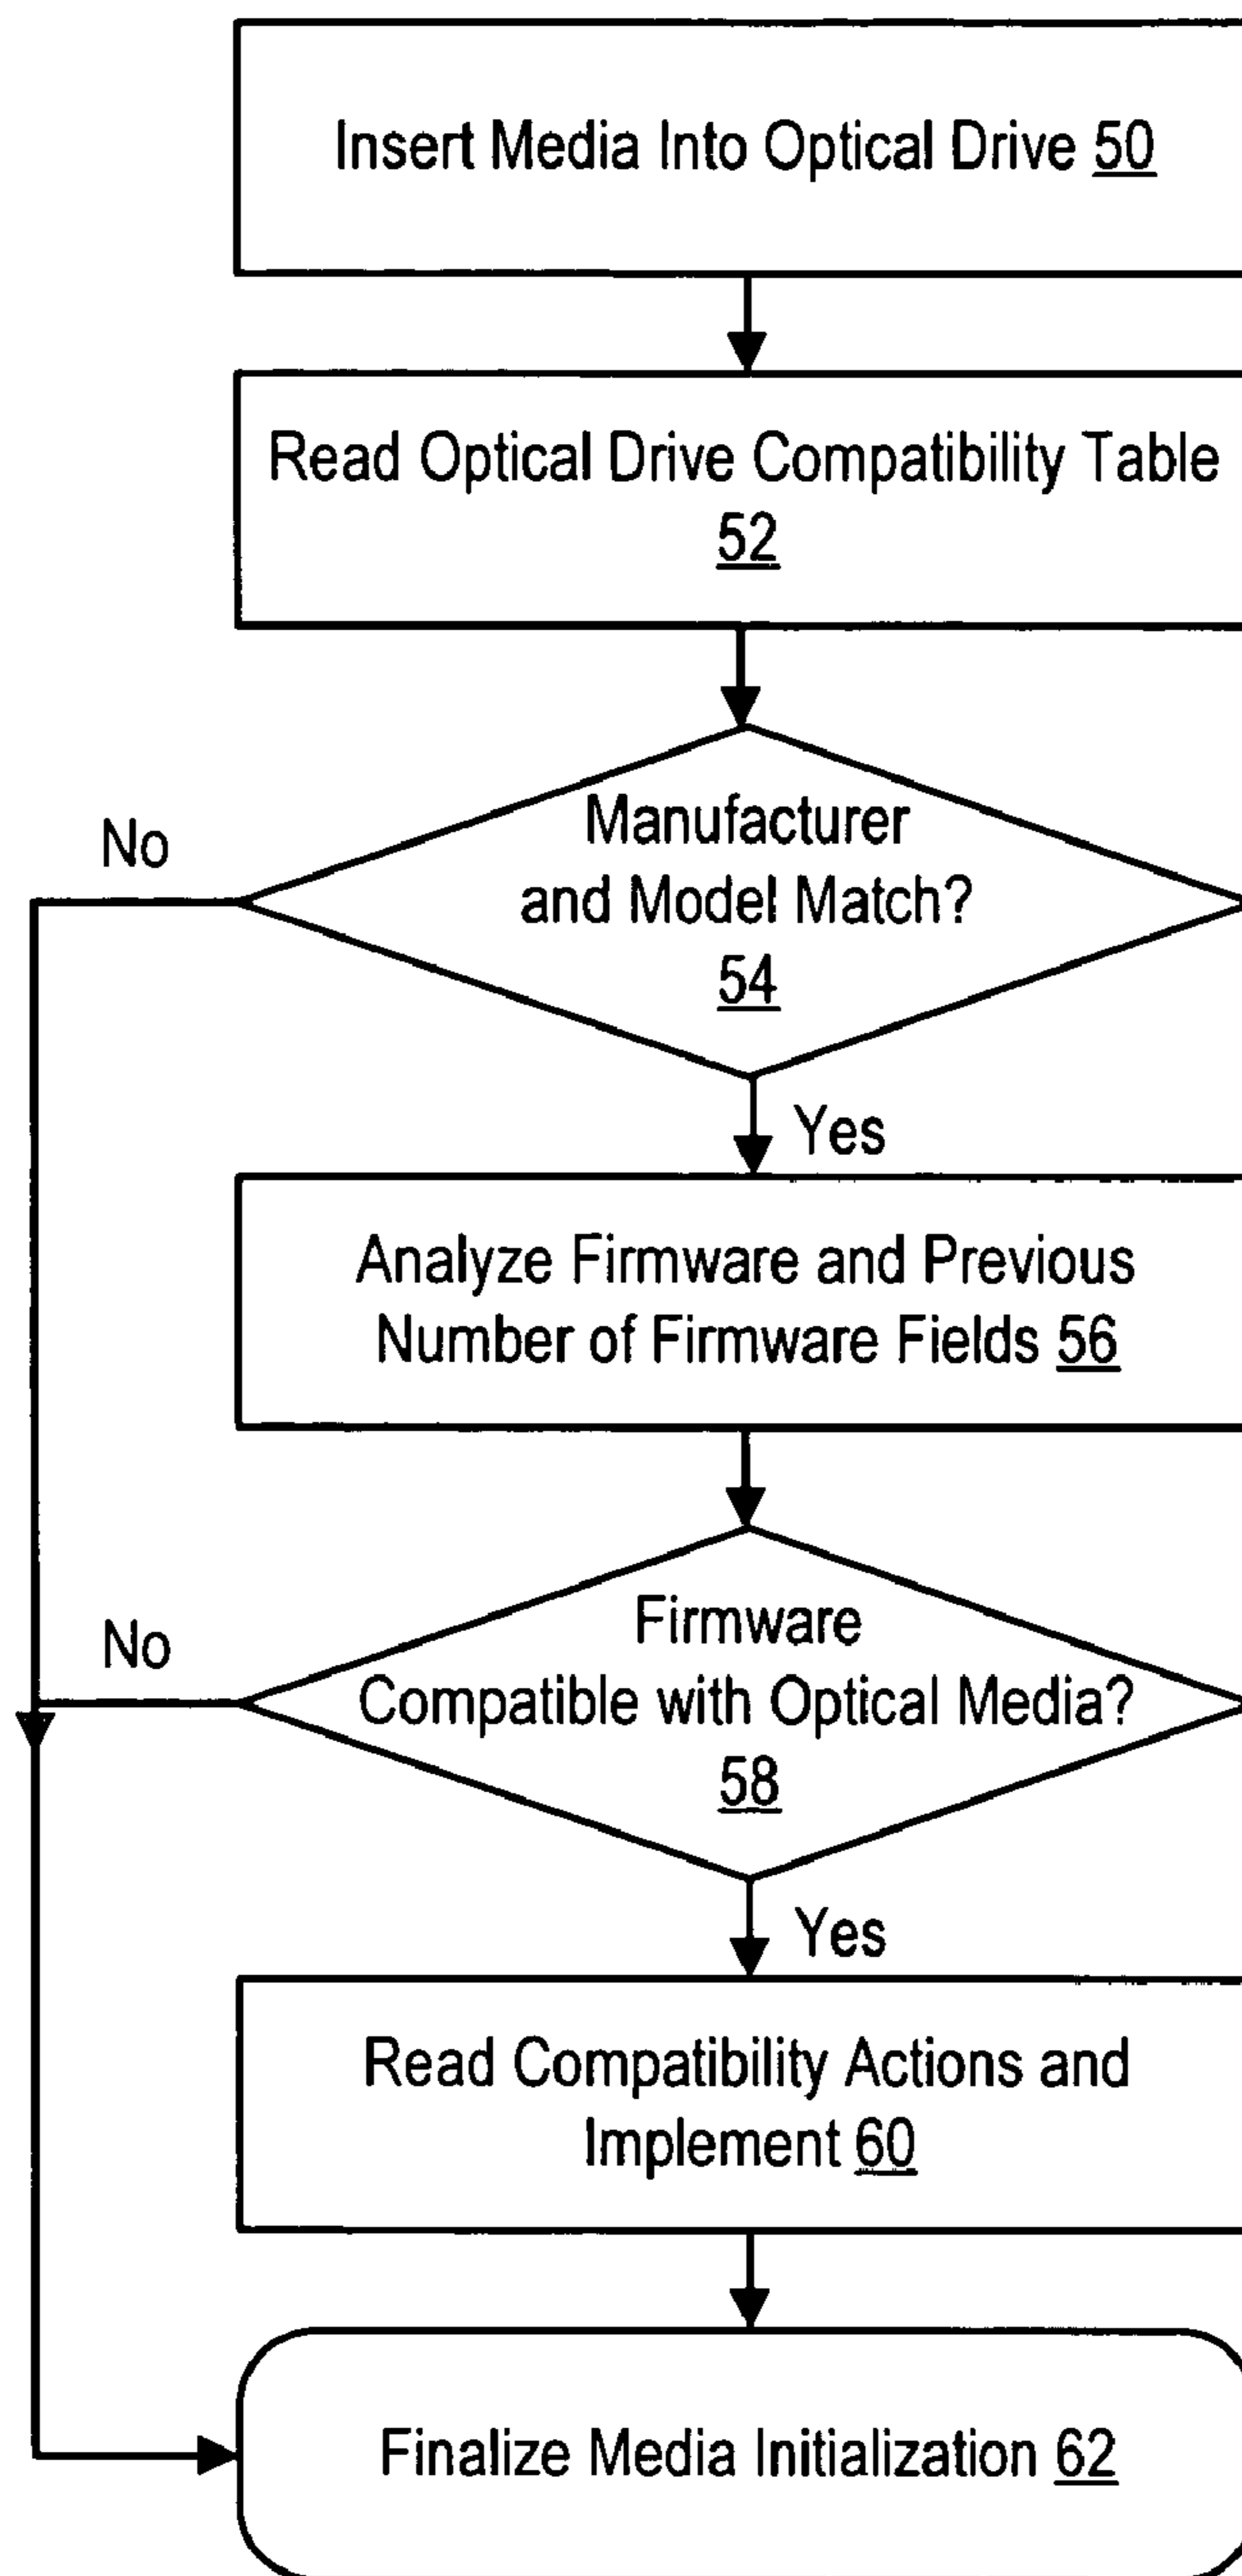 Insert Media Into Optical Drive 50
Read Optical Drive Compatibility Table
52
Manufacturer
and Model Match?
54
No
Yes
Analyze Firmware and Previous
Number of Firmware Fields 56
Firmware
Compatible with Optical Media?
58
No
Yes
Read Compatibility Actions and
Implement 60
Finalize Media Initialization 62